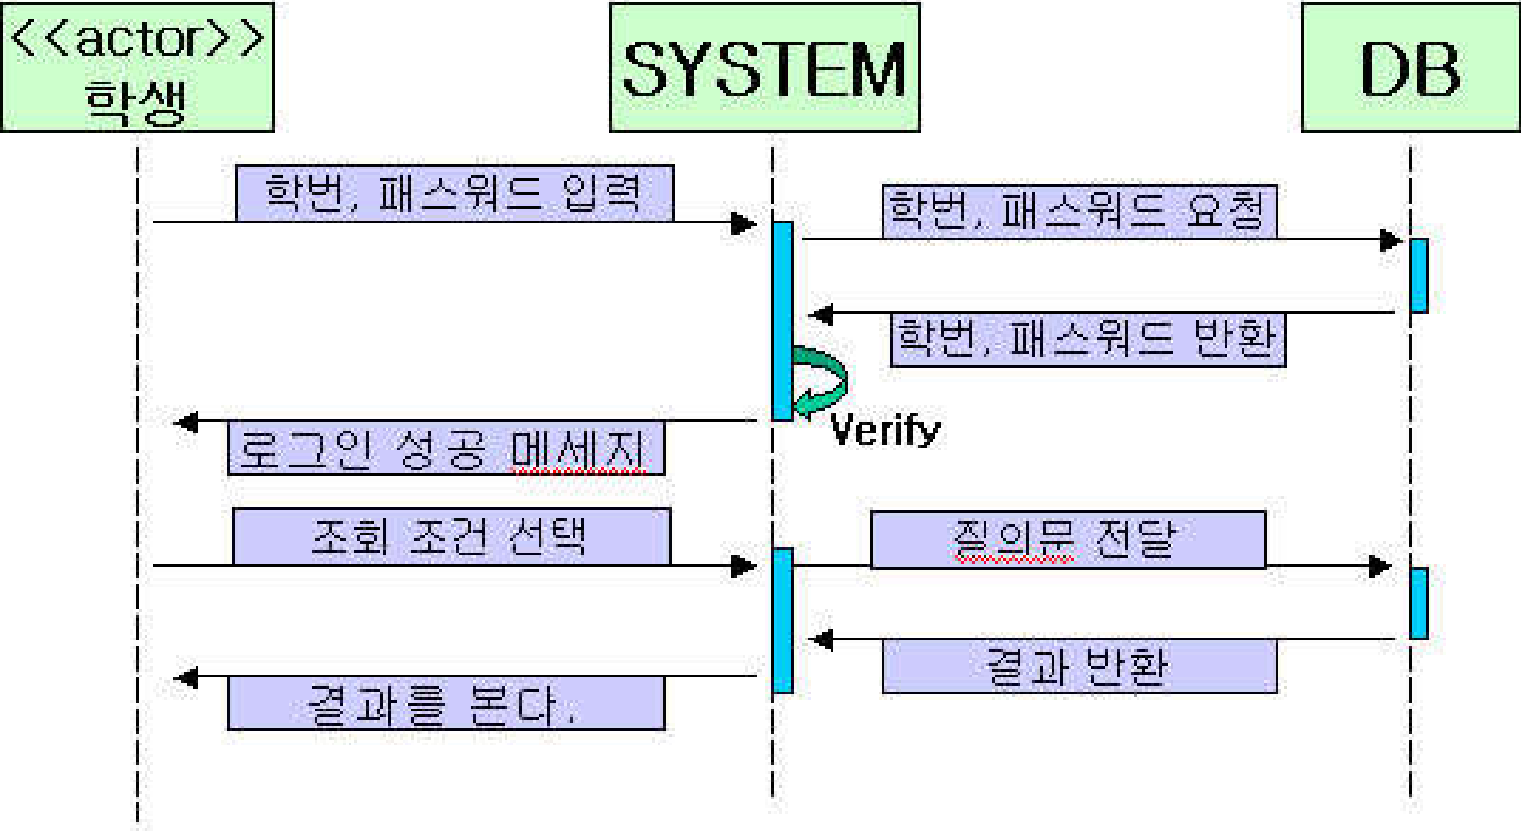 <<actor>>
학생
SYSTEM
DB
학번, 패스워드 입력
학번, 패스워드 요청
학번, 패스워드 반환
Verify
로그인 성공 메세지
조회 조건 선택
질의문 전달
결과 반환
결과를 본다.